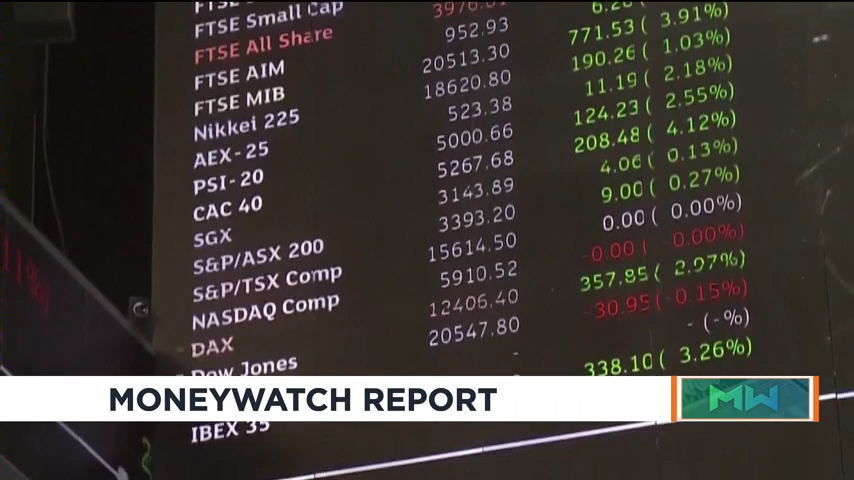 FTSE Small Cap
FTSE All Share
FTSE AIM 952.93
FTSE MIB 20513.30 771.53 ( 3.91%)
Nikkei 225 18620.80 190.26 ( 1.03%)
AEX-25 523.38 11.19 ( 2.18%)
PSI-20 5000.66 124.23 ( 2.55%)
CAC 40 5267.68 208.48 ( 4.12%)
SGX 3143.89 4.06 ( 0.13%)
S&P/ASX 200 3393.20 9.00 ( 0.27%)
S&P/TSX Comp 15614.50 0.00 ( 0.00%)
NASDAQ Comp 5910.52 -0.00 ( -0.00%)
DAX 12406.40 357.85 ( 2.97%)
Dow Jones 20547.80 -30.95 (-0.15%)
- - (-%)
338.10 ( 3.26%)
MONEYWATCH REPORT MW
IBEX 35